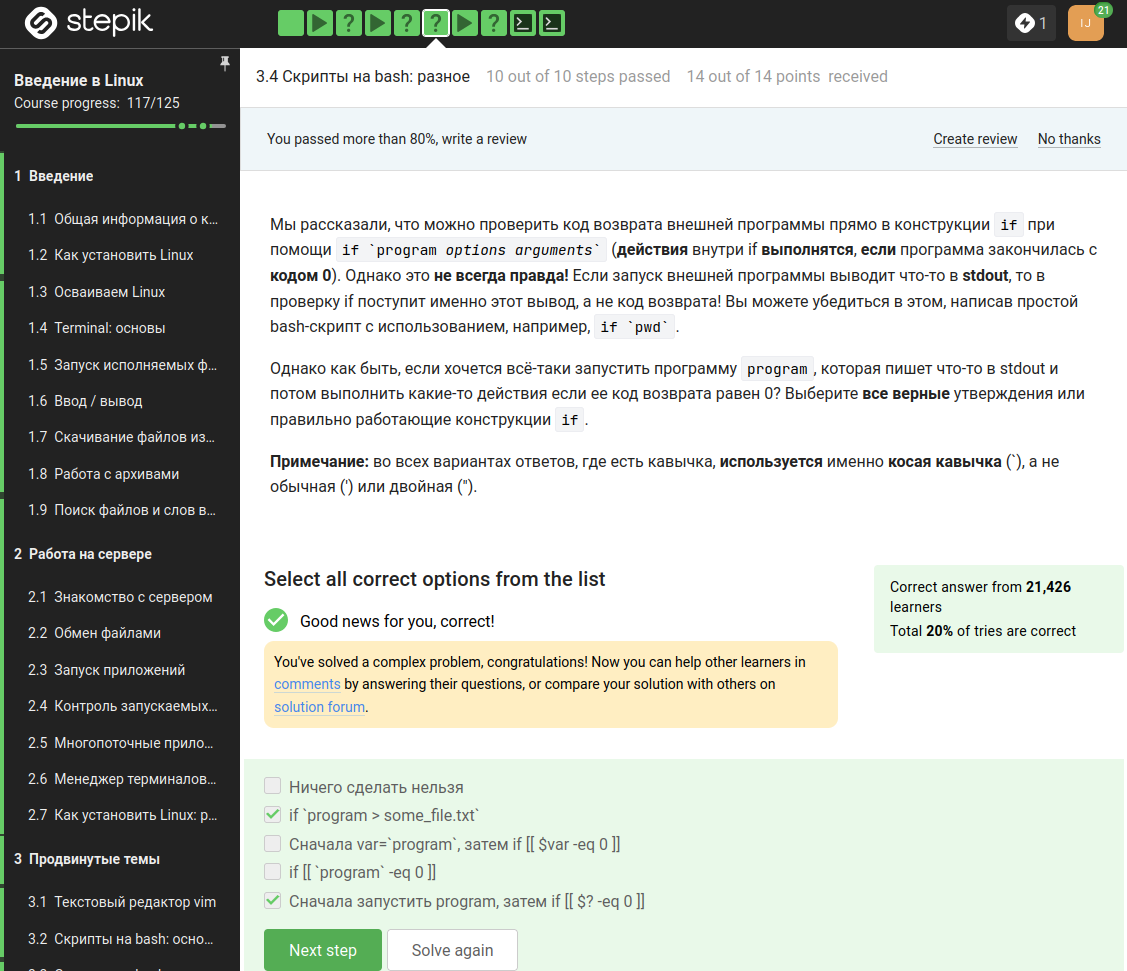 stepik
1
IJ
21
Введение в Linux
Course progress: 117/125
1 Введение
1.1 Общая информация о к...
1.2 Как установить Linux
1.3 Осваиваем Linux
1.4 Terminal: основы
1.5 Запуск исполняемых ф...
1.6 Ввод / вывод
1.7 Скачивание файлов из...
1.8 Работа с архивами
1.9 Поиск файлов и слов в...
2 Работа на сервере
2.1 Знакомство с сервером
2.2 Обмен файлами
2.3 Запуск приложений
2.4 Контроль запускаемых...
2.5 Многопоточные прило...
2.6 Менеджер терминалов...
2.7 Как установить Linux: р...
3 Продвинутые темы
3.1 Текстовый редактор vim
3.2 Скрипты на bash: осно...
3.4 Скрипты на bash: разное 10 out of 10 steps passed 14 out of 14 points received
You passed more than 80%, write a review
Create review No thanks
Мы рассказали, что можно проверить код возврата внешней программы прямо в конструкции if при
помощи if `program options arguments` (действия внутри if выполнятся, если программа закончилась с
кодом 0). Однако это не всегда правда! Если запуск внешней программы выводит что-то в stdout, то в
проверку if поступит именно этот вывод, а не код возврата! Вы можете убедиться в этом, написав простой
bash-скрипт с использованием, например, if `pwd`.
Однако как быть, если хочется всё-таки запустить программу program, которая пишет что-то в stdout и
потом выполнить какие-то действия если ее код возврата равен 0? Выберите все верные утверждения или
правильно работающие конструкции if.
Примечание: во всех вариантах ответов, где есть кавычка, используется именно косая кавычка (`), а не
обычная (') или двойная (").
Select all correct options from the list
Good news for you, correct!
You've solved a complex problem, congratulations! Now you can help other learners in
comments by answering their questions, or compare your solution with others on
solution forum.
Correct answer from 21,426
learners
Total 20% of tries are correct
Ничего сделать нельзя
if `program > some_file.txt`
Сначала var=`program`, затем if [[ $var -eq 0 ]]
if [[ `program` -eq 0 ]]
Сначала запустить program, затем if [[ $? -eq 0 ]]
Next step
Solve again